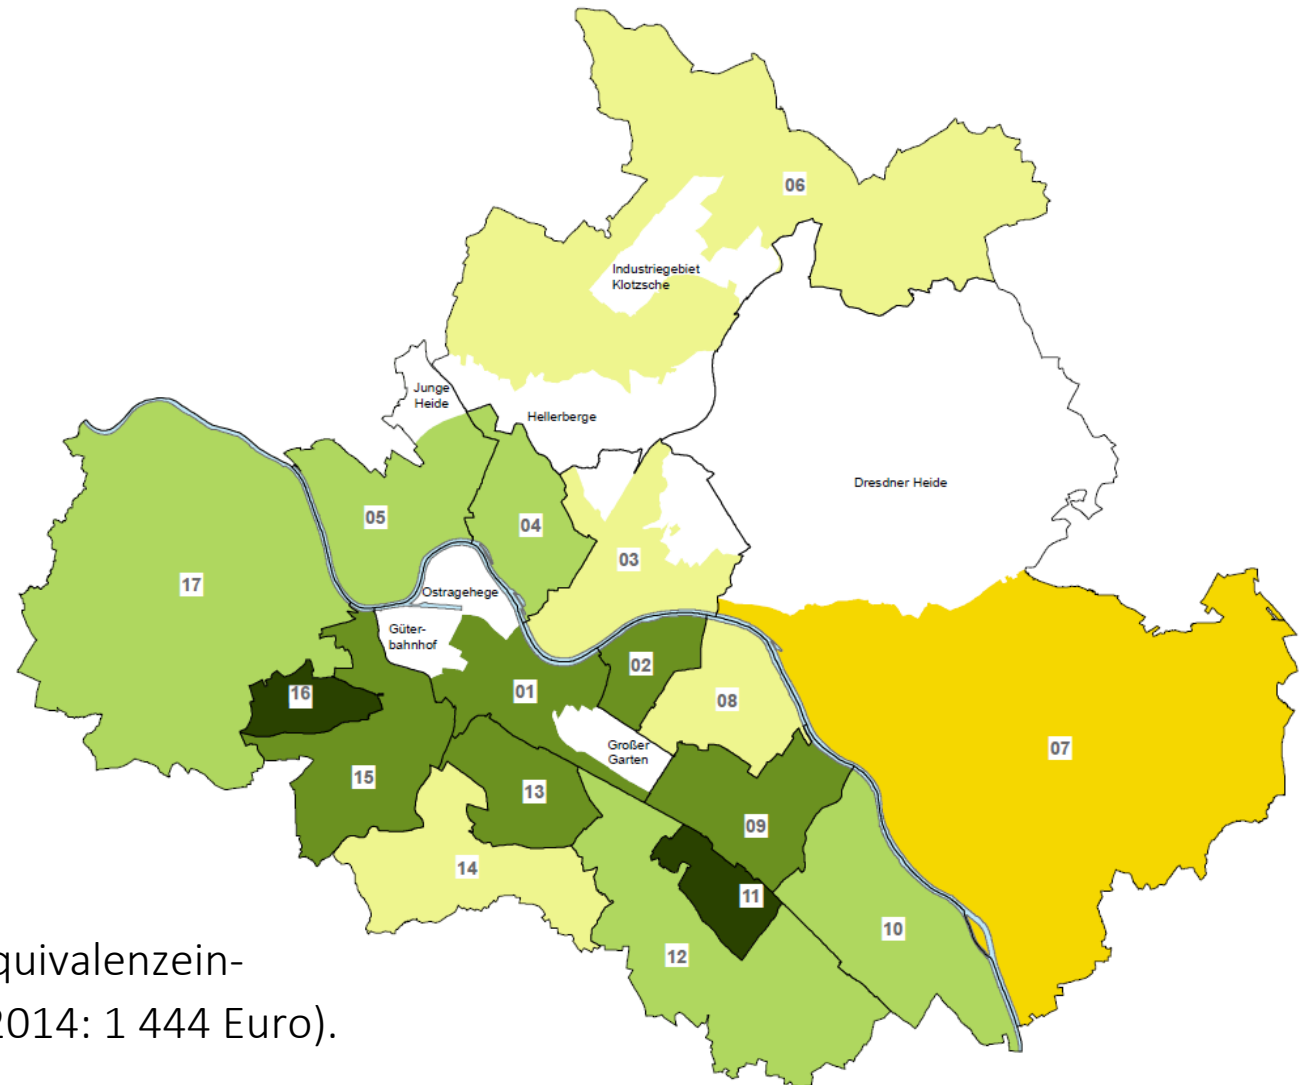 06
Industriegebiet
Klotzsche
Junge
Heide
Hellerberge
Dresdner Heide
05
04
03
17
Ostragehege
Güter-
bahnhof
02
16
01
08
Großer
Garten
07
15
13
09
14
11
10
12
quivalenzein-
2014: 1 444 Euro).